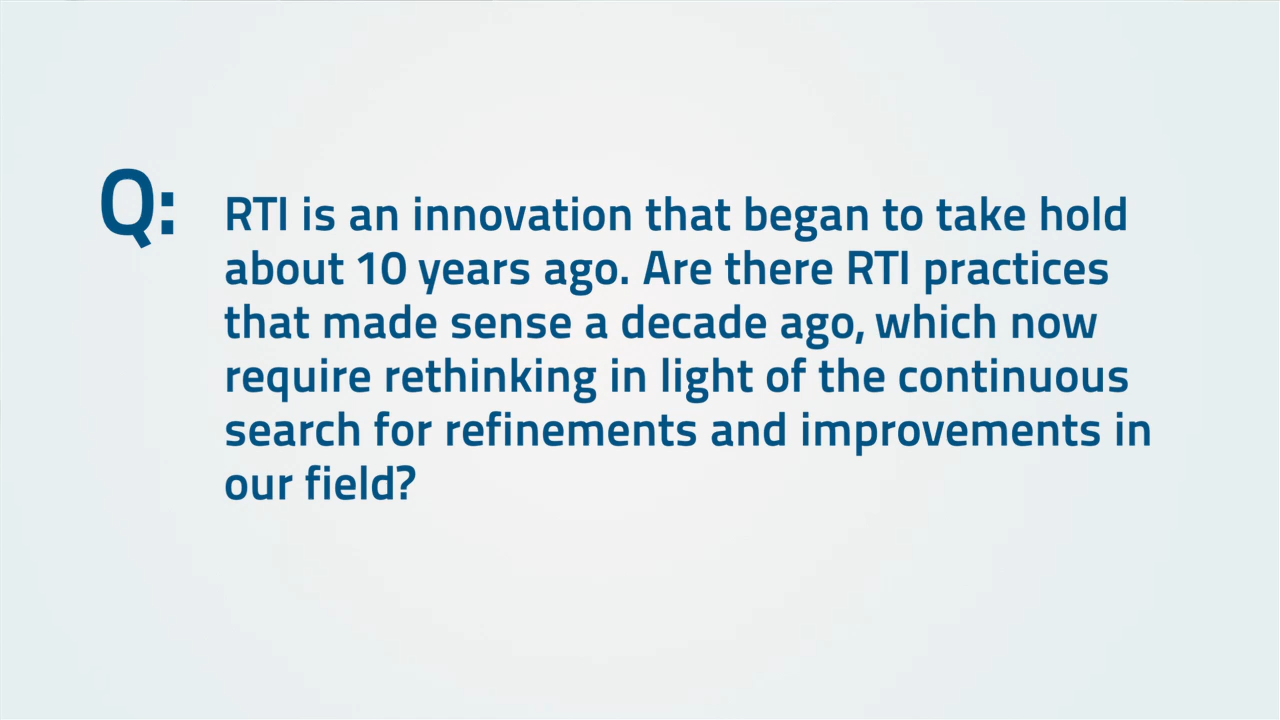 Q: RTI is an innovation that began to take hold
about 10 years ago. Are there RTI practices
that made sense a decade ago, which now
require rethinking in light of the continuous
search for refinements and improvements in
our field?